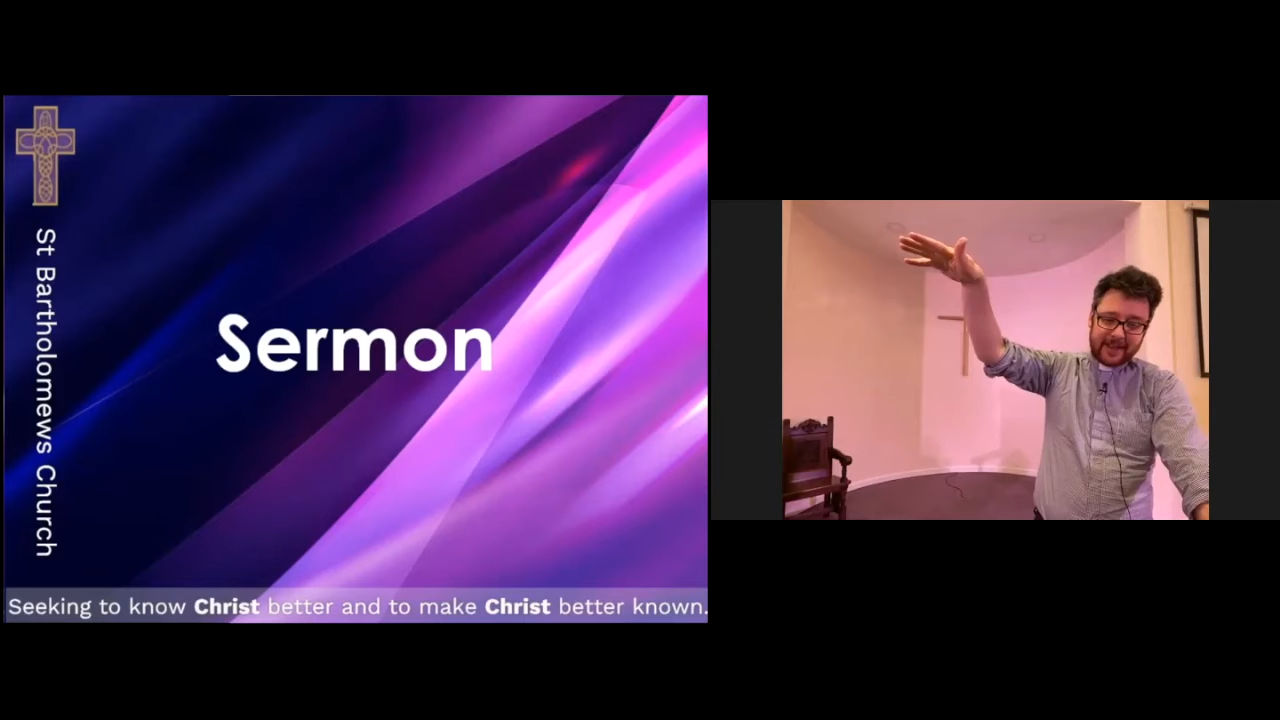 St Bartholomews Church
Sermon
Seeking to know Christ better and to make Christ better known.